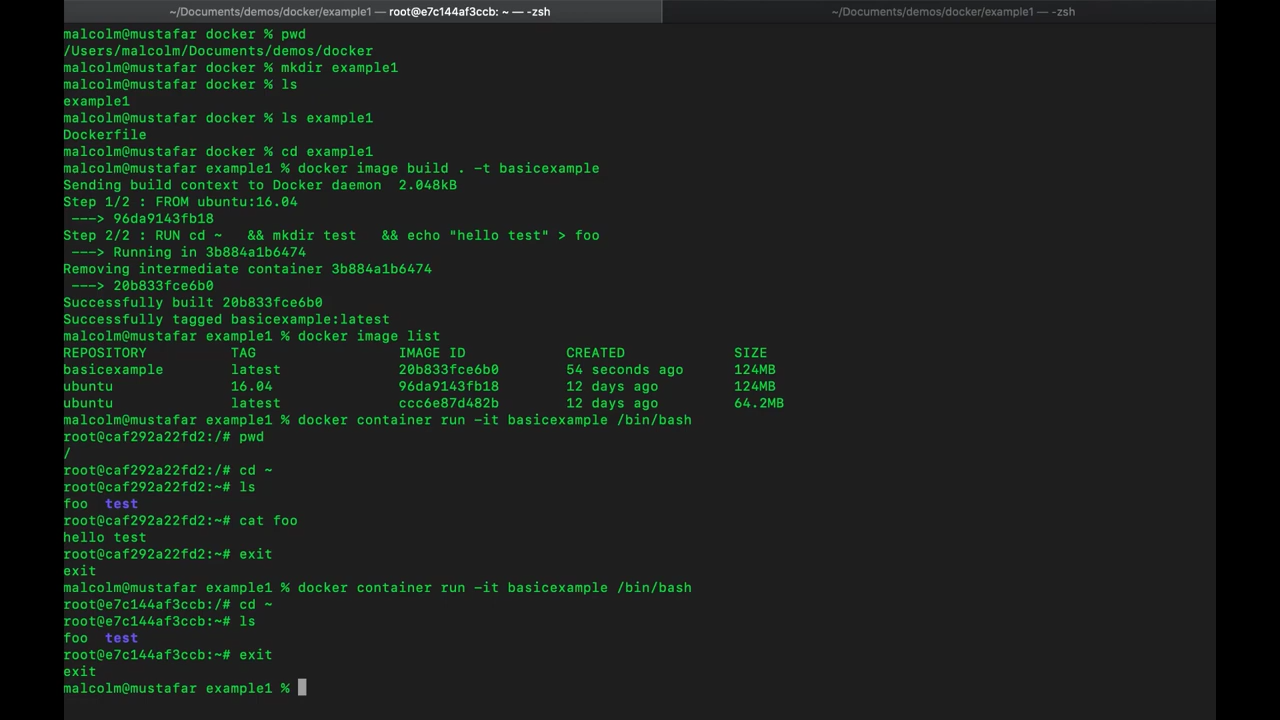 ~/Documents/demos/docker/example1 — root@e7c144af3ccb: ~ — -zsh
~/Documents/demos/docker/example1 — -zsh
malcolm@mustafar docker % pwd
/Users/malcolm/Documents/demos/docker
malcolm@mustafar docker % mkdir example1
malcolm@mustafar docker % ls
example1
malcolm@mustafar docker % ls example1
Dockerfile
malcolm@mustafar docker % cd example1
malcolm@mustafar example1 % docker image build . -t basicexample
Sending build context to Docker daemon  2.048kB
Step 1/2 : FROM ubuntu:16.04
 ---> 96da9143fb18
Step 2/2 : RUN cd ~   && mkdir test   && echo "hello test" > foo
 ---> Running in 3b884a1b6474
Removing intermediate container 3b884a1b6474
 ---> 20b833fce6b0
Successfully built 20b833fce6b0
Successfully tagged basicexample:latest
malcolm@mustafar example1 % docker image list
REPOSITORY          TAG                 IMAGE ID            CREATED             SIZE
basicexample        latest              20b833fce6b0        54 seconds ago      124MB
ubuntu              16.04               96da9143fb18        12 days ago         124MB
ubuntu              latest              ccc6e87d482b        12 days ago         64.2MB
malcolm@mustafar example1 % docker container run -it basicexample /bin/bash
root@caf292a22fd2:/# pwd
/
root@caf292a22fd2:/# cd ~
root@caf292a22fd2:~# ls
foo  test
root@caf292a22fd2:~# cat foo
hello test
root@caf292a22fd2:~# exit
exit
malcolm@mustafar example1 % docker container run -it basicexample /bin/bash
root@e7c144af3ccb:/# cd ~
root@e7c144af3ccb:~# ls
foo  test
root@e7c144af3ccb:~# exit
exit
malcolm@mustafar example1 %